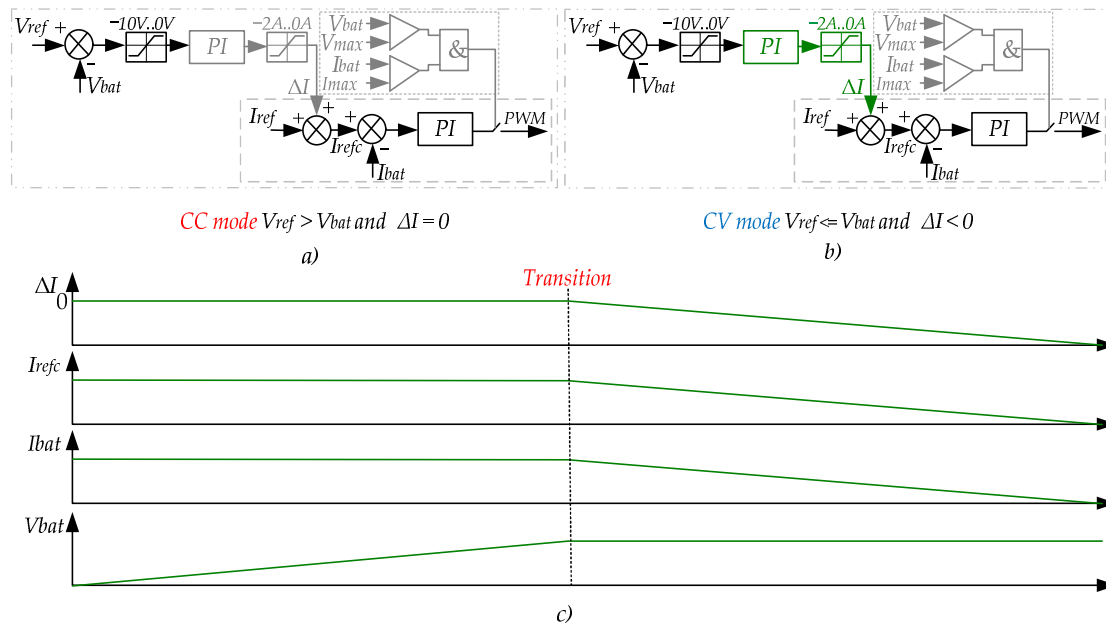 Vref + −10V..0V −2A..0A Vbat
PI Vmax &
− Ibat
Vbat Imax
ΔI
Iref + + + PI PWM
Irefc −
Ibat
CC mode Vref > Vbat and ΔI = 0
a)
Vref + −10V..0V −2A..0A Vbat
PI Vmax &
− Ibat
Vbat Imax
ΔI
Iref + + + PI PWM
Irefc −
Ibat
CV mode Vref <= Vbat and ΔI < 0
b)
Transition
ΔI
0
Irefc
Ibat
Vbat
c)